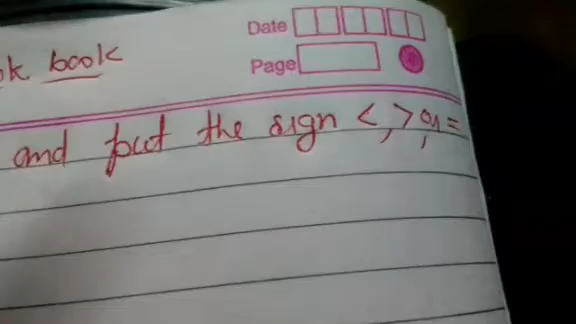 Date
book
Page
and put the sign <, >, or =